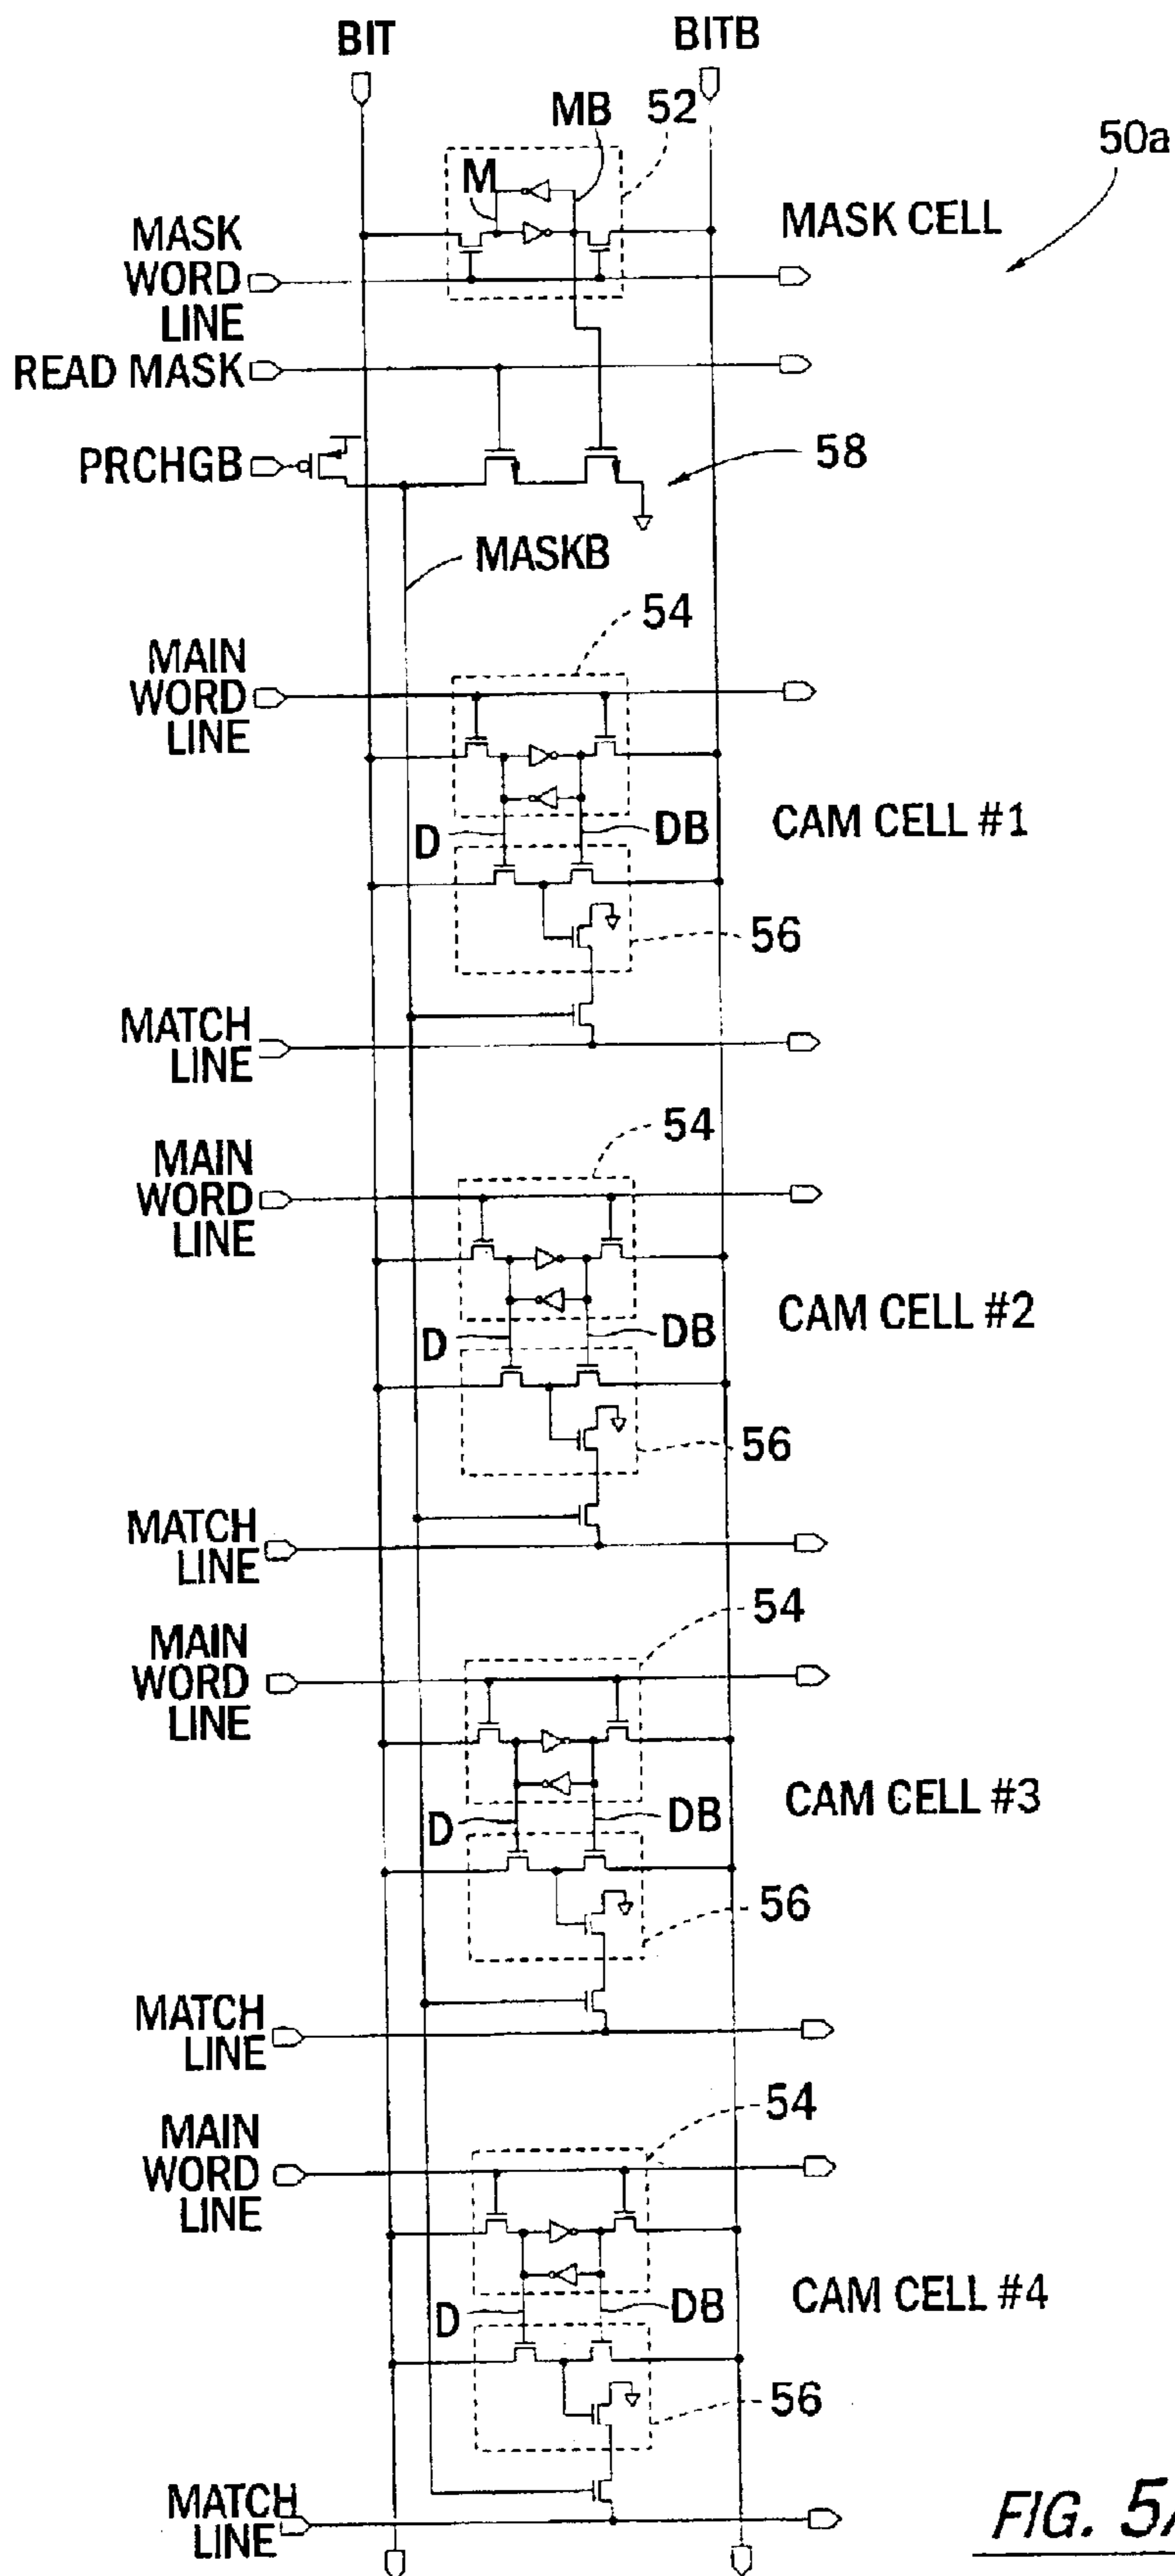 BIT
BITB
MB
52
50a
M
MASK CELL
MASK
WORD
LINE
READ MASK
PRCHGB
58
MASKB
54
MAIN
WORD
LINE
CAM CELL #1
D
DB
56
MATCH
LINE
54
MAIN
WORD
LINE
CAM CELL #2
D
DB
56
MATCH
LINE
54
MAIN
WORD
LINE
CAM CELL #3
D
DB
56
MATCH
LINE
54
MAIN
WORD
LINE
CAM CELL #4
D
DB
56
MATCH
LINE
FIG. 5A